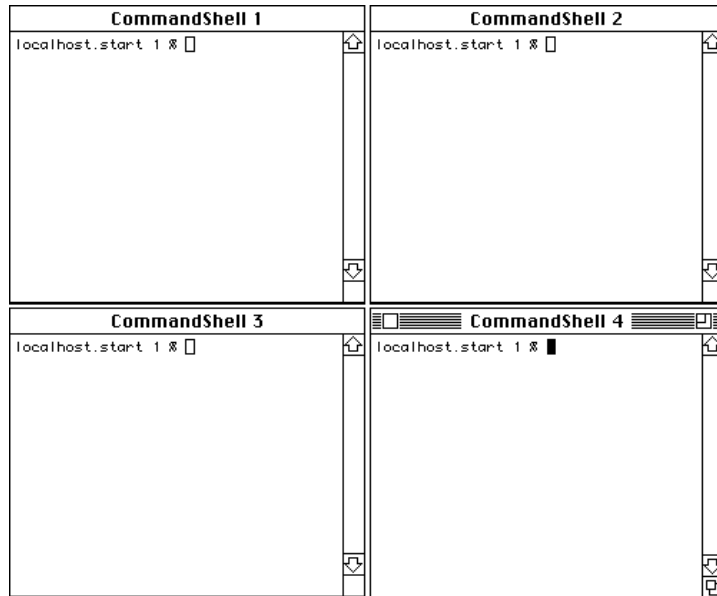 CommandShell 1
localhost.start 1 %
CommandShell 2
localhost.start 1 %
CommandShell 3
localhost.start 1 %
CommandShell 4
localhost.start 1 %